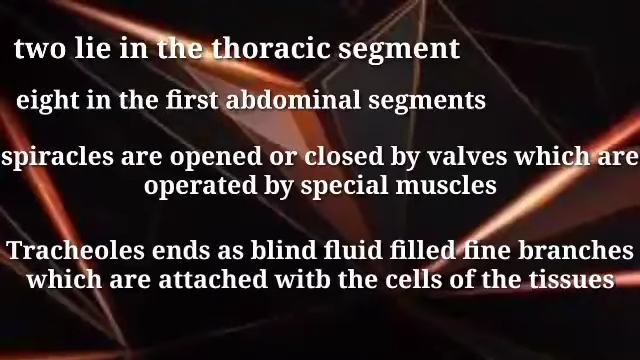 two lie in the thoracic segment
eight in the first abdominal segments
spiracles are opened or closed by valves which are
operated by special muscles
Tracheoles ends as blind fluid filled fine branches
which are attached witb the cells of the tissues